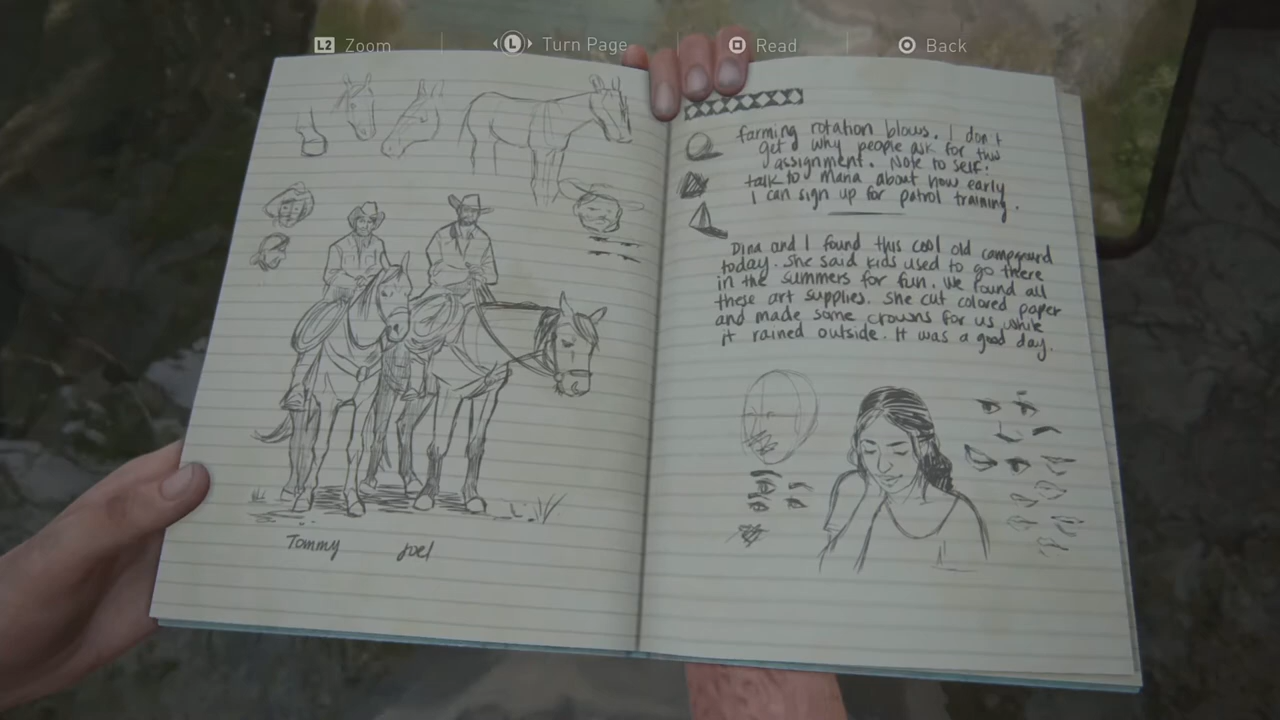 L2 Zoom
L Turn Page
Read
Back
farming rotation blows. I don't
get why people ask for this
assignment. Note to self:
talk to Maria about how early
I can sign up for patrol training.
Dina and I found this cool old campground
today. She said kids used to go there
in the summers for fun. We found all
these art supplies. She cut colored paper
and made some crowns for us while
it rained outside. It was a good day.
Tommy
Joel